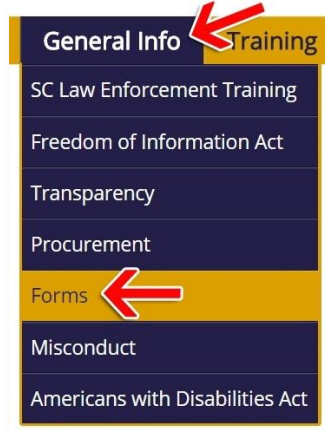 General Info Training
SC Law Enforcement Training
Freedom of Information Act
Transparency
Procurement
Forms
Misconduct
Americans with Disabilities Act